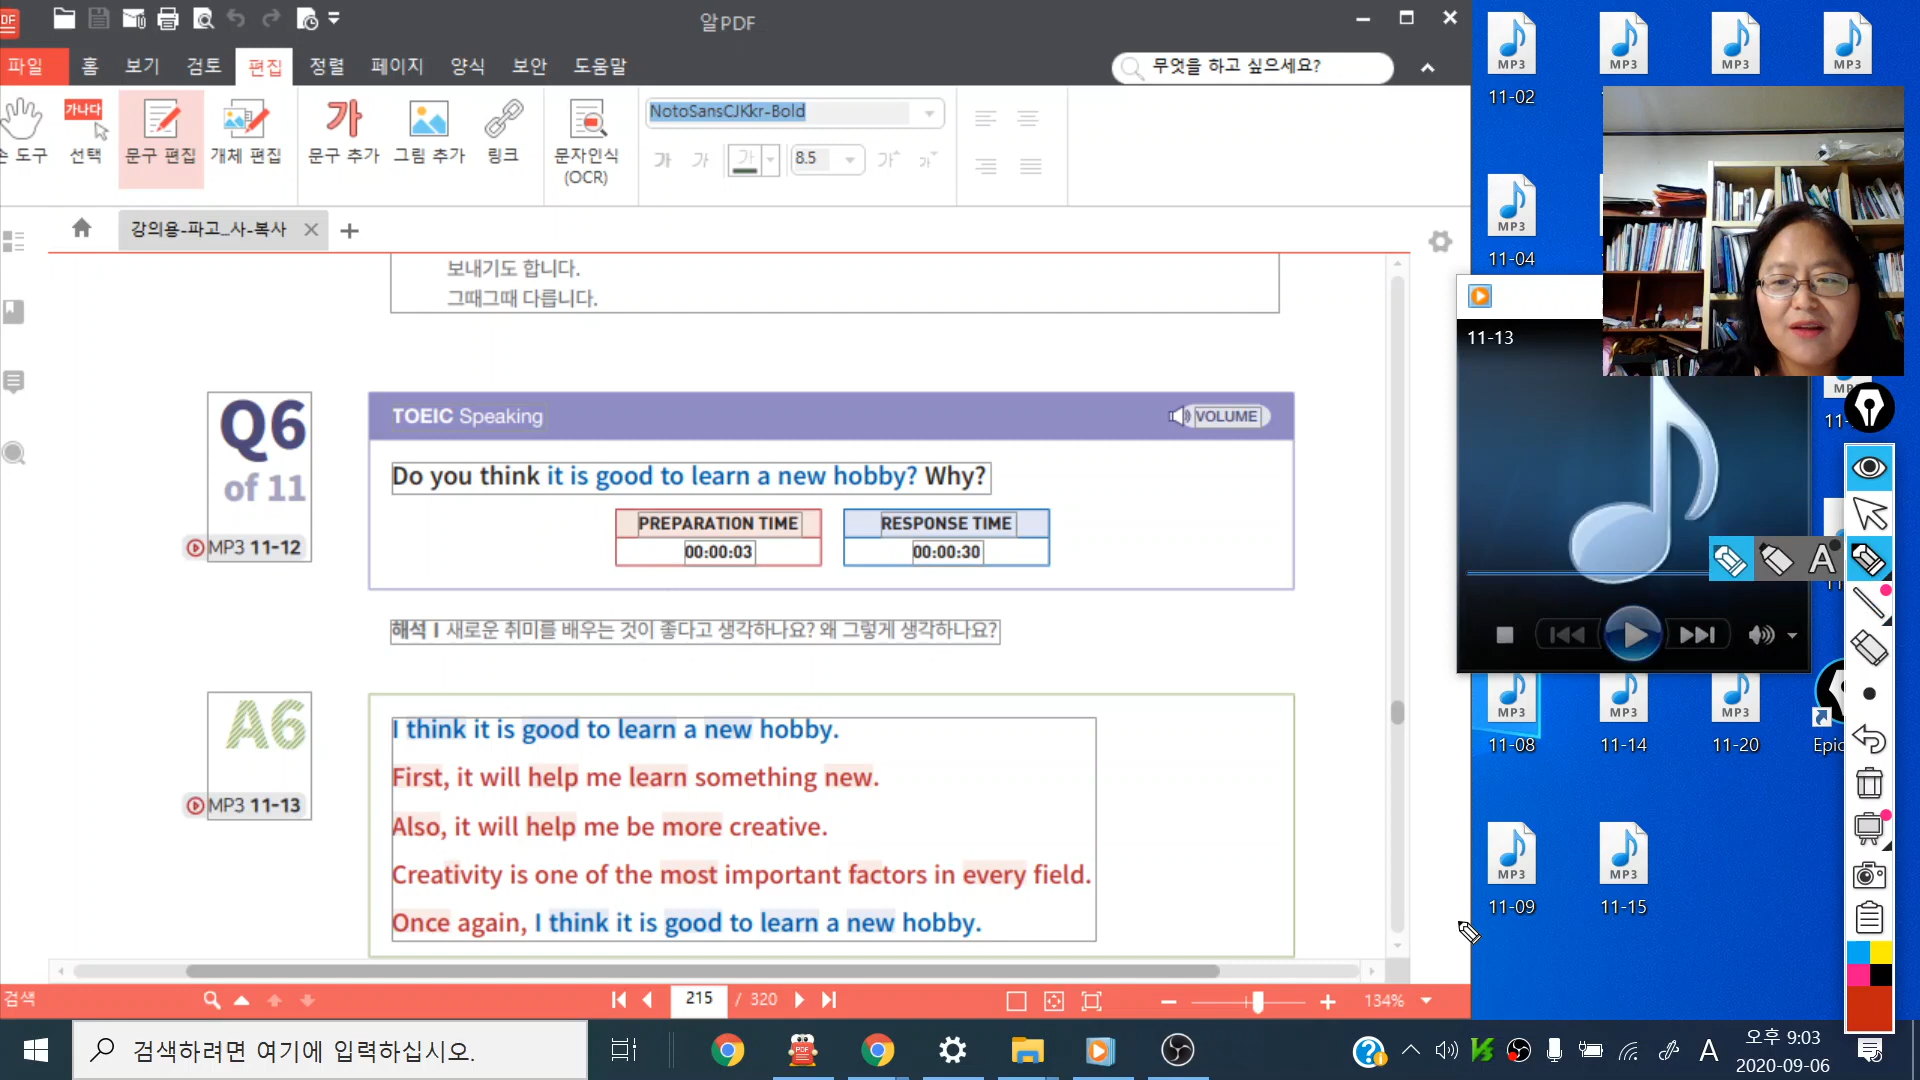 알PDF
파일 홈 보기 검토 편집 정렬 페이지 양식 보안 도움말
무엇을 하고 싶으세요?
가나다
손 도구 선택 문구 편집 개체 편집 문구 추가 그림 추가 링크 문자인식
(OCR)
NotoSansCJKkr-Bold
8.5
강의용-파고_사-복사
보내기도 합니다.
그때그때 다릅니다.
Q6
of 11
MP3 11-12
TOEIC Speaking
VOLUME
Do you think it is good to learn a new hobby? Why?
PREPARATION TIME
00:00:03
RESPONSE TIME
00:00:30
해석 | 새로운 취미를 배우는 것이 좋다고 생각하나요? 왜 그렇게 생각하나요?
A6
MP3 11-13
I think it is good to learn a new hobby.
First, it will help me learn something new.
Also, it will help me be more creative.
Creativity is one of the most important factors in every field.
Once again, I think it is good to learn a new hobby.
검색
215 / 320
134%
MP3 MP3 MP3 MP3
11-02
MP3
11-04
11-13
MP3 MP3 MP3
11-08 11-14 11-20 Epic
MP3 MP3
11-09 11-15
검색하려면 여기에 입력하십시오.
A
오후 9:03
2020-09-06